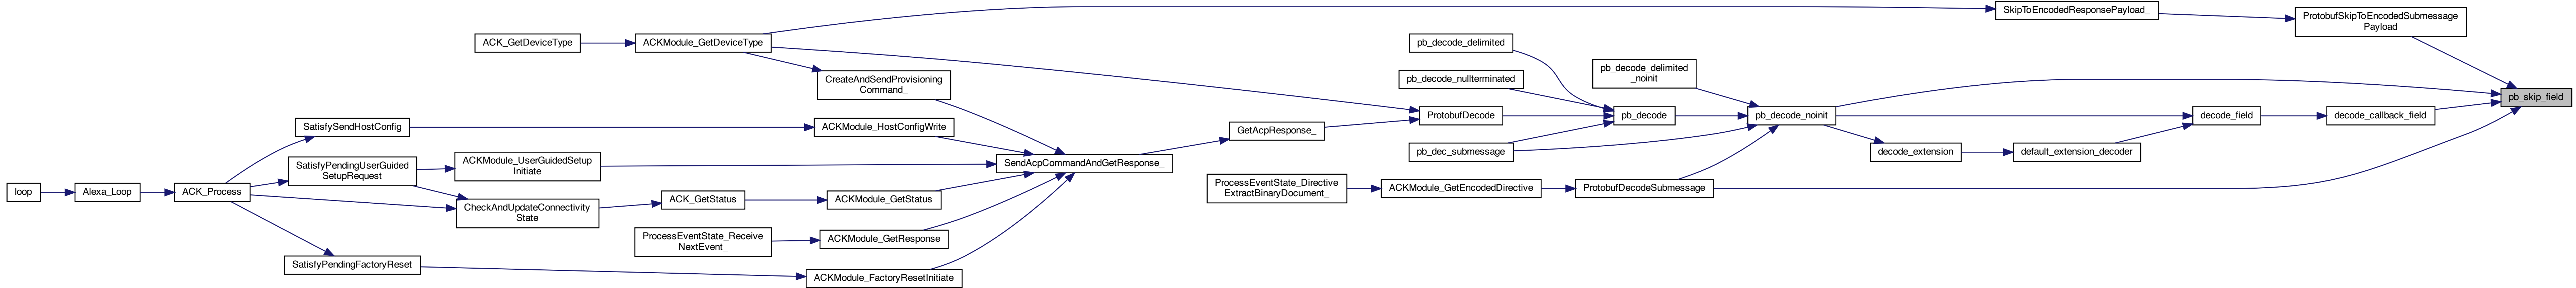 SkipToEncodedResponsePayload_
ProtobufSkipToEncodedSubmessage
Payload
ACK_GetDeviceType
ACKModule_GetDeviceType
pb_decode_delimited
pb_decode_nullterminated
pb_decode_delimited
_noinit
CreateAndSendProvisioning
Command_
pb_skip_field
SatisfySendHostConfig
ACKModule_HostConfigWrite
GetAcpResponse_
ProtobufDecode
pb_decode
pb_decode_noinit
decode_field
decode_callback_field
pb_dec_submessage
decode_extension
default_extension_decoder
SatisfyPendingUserGuided
SetupRequest
ACKModule_UserGuidedSetup
Initiate
SendAcpCommandAndGetResponse_
loop
Alexa_Loop
ACK_Process
ProcessEventState_Directive
ExtractBinaryDocument_
ACKModule_GetEncodedDirective
ProtobufDecodeSubmessage
CheckAndUpdateConnectivity
State
ACK_GetStatus
ACKModule_GetStatus
ProcessEventState_Receive
NextEvent_
ACKModule_GetResponse
SatisfyPendingFactoryReset
ACKModule_FactoryResetInitiate